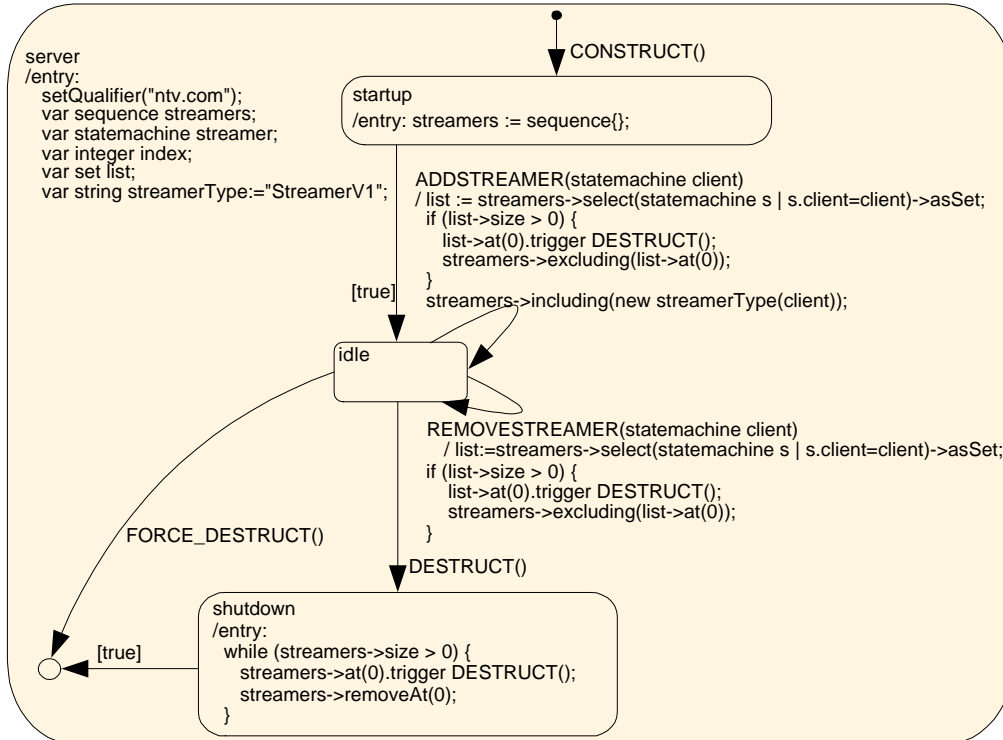 server
/entry:
setQualifier("ntv.com");
var sequence streamers;
var statemachine streamer;
var integer index;
var set list;
var string streamerType:="StreamerV1";
CONSTRUCT()
startup
/entry: streamers := sequence{};
[true]
ADDSTREAMER(statemachine client)
/ list := streamers->select(statemachine s | s.client=client)->asSet;
if (list->size > 0) {
list->at(0).trigger DESTRUCT();
streamers->excluding(list->at(0));
}
streamers->including(new streamerType(client));
idle
REMOVESTREAMER(statemachine client)
/ list:=streamers->select(statemachine s | s.client=client)->asSet;
if (list->size > 0) {
list->at(0).trigger DESTRUCT();
streamers->excluding(list->at(0));
}
FORCE_DESTRUCT()
DESTRUCT()
shutdown
/entry:
while (streamers->size > 0) {
streamers->at(0).trigger DESTRUCT();
streamers->removeAt(0);
}
[true]